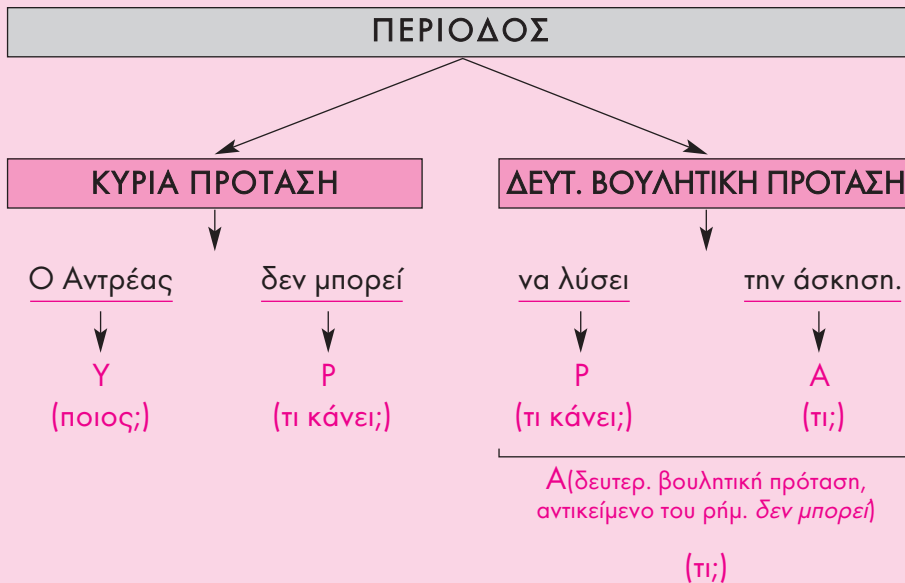 ΠΕΡΙΟΔΟΣ
ΚΥΡΙΑ ΠΡΟΤΑΣΗ
ΔΕΥΤ. ΒΟΥΛΗΤΙΚΗ ΠΡΟΤΑΣΗ
Ο Αντρέας δεν μπορεί να λύσει την άσκηση.
Υ Ρ Ρ Α
(ποιος;) (τι κάνει;) (τι κάνει;) (τι;)
Α(δευτερ. βουλητική πρόταση,
αντικείμενο του ρήμ. δεν μπορεί)
(τι;)